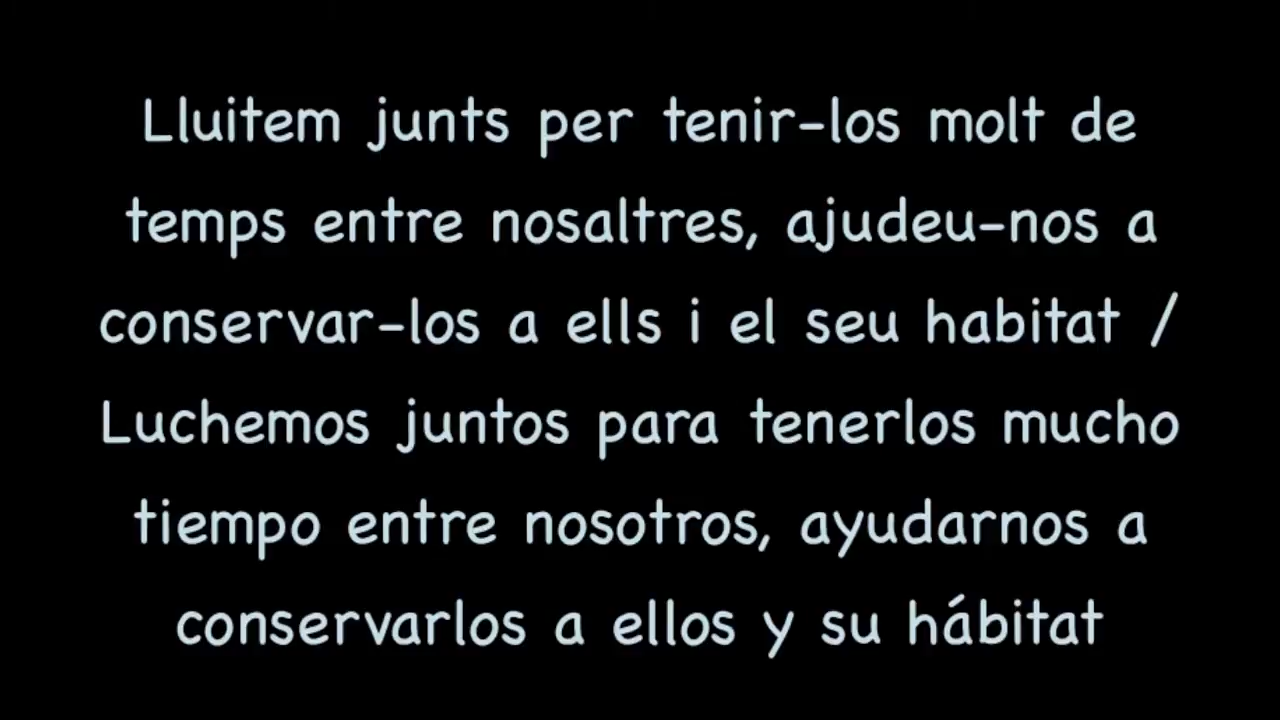 Lluitem junts per tenir-los molt de
temps entre nosaltres, ajudeu-nos a
conservar-los a ells i el seu habitat /
Luchemos juntos para tenerlos mucho
tiempo entre nosotros, ayudarnos a
conservarlos a ellos y su hábitat